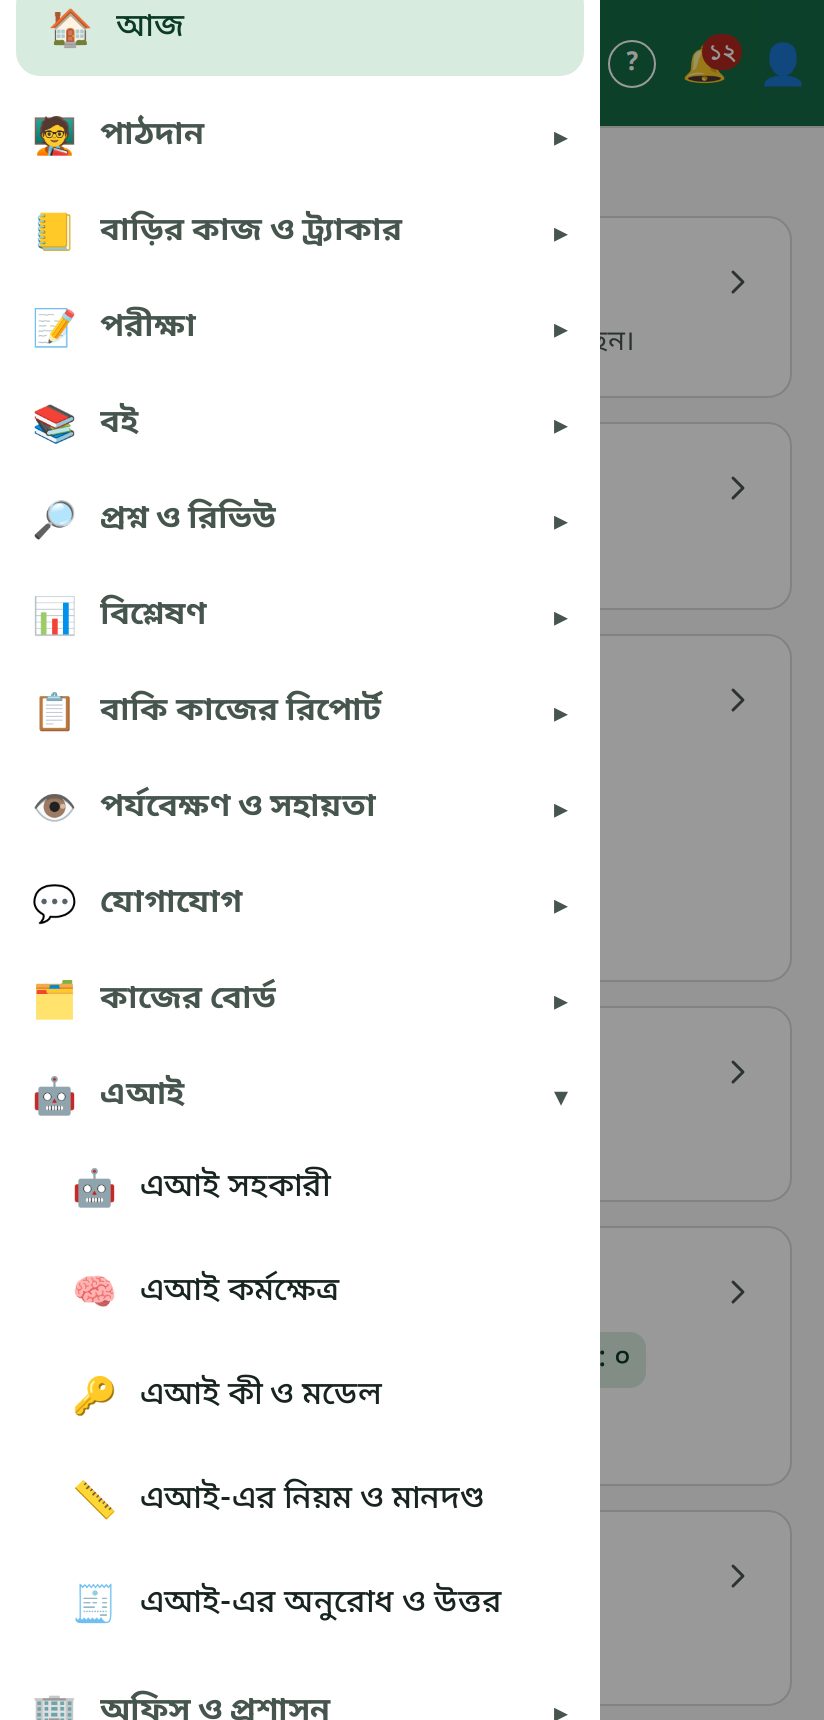 আজ
?
১২
পাঠদান
বাড়ির কাজ ও ট্র্যাকার
পরীক্ষা
বই
প্রশ্ন ও রিভিউ
বিশ্লেষণ
বাকি কাজের রিপোর্ট
পর্যবেক্ষণ ও সহায়তা
যোগাযোগ
কাজের বোর্ড
এআই
এআই সহকারী
এআই কর্মক্ষেত্র
: ০
এআই কী ও মডেল
এআই-এর নিয়ম ও মানদণ্ড
এআই-এর অনুরোধ ও উত্তর
অফিস ও প্রশাসন